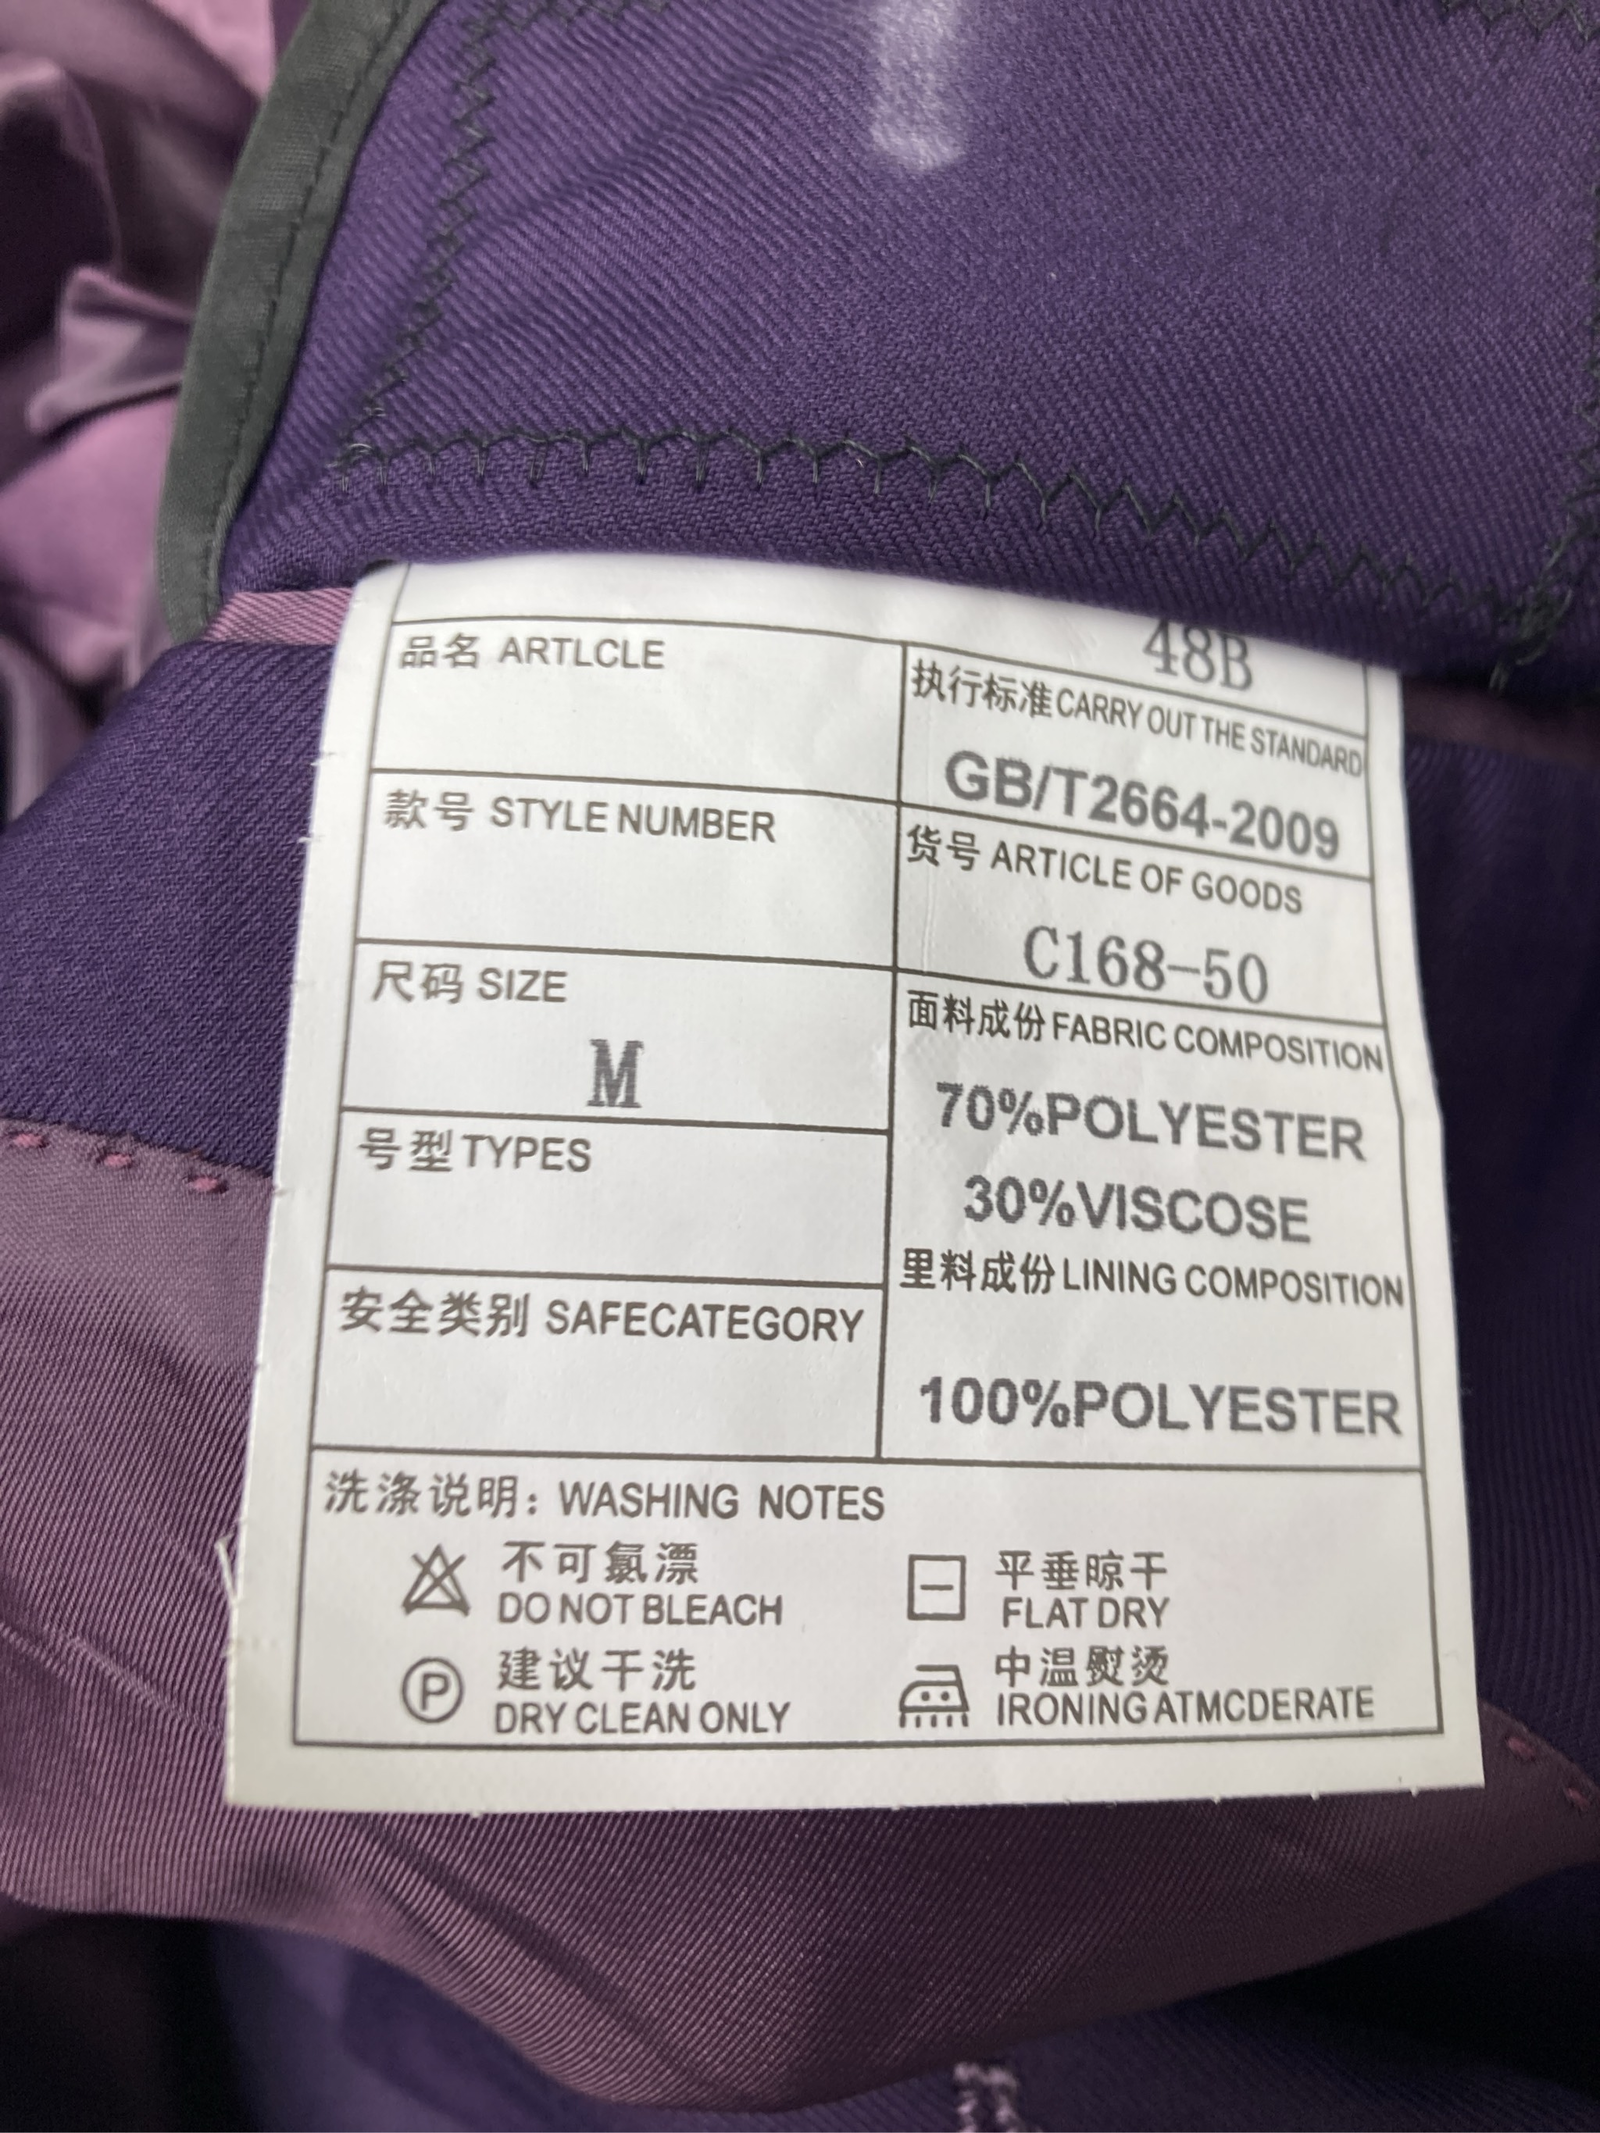 48B
品名 ARTLCLE
执行标准 CARRY OUT THE STANDARD
GB/T2664-2009
款号 STYLE NUMBER
货号 ARTICLE OF GOODS
C168-50
尺码 SIZE
M
面料成份 FABRIC COMPOSITION
70%POLYESTER
30%VISCOSE
号型 TYPES
里料成份 LINING COMPOSITION
100%POLYESTER
安全类别 SAFECATEGORY
洗涤说明: WASHING NOTES
不可氯漂
DO NOT BLEACH
平垂晾干
FLAT DRY
P
建议干洗
DRY CLEAN ONLY
中温熨烫
IRONING ATMCDERATE